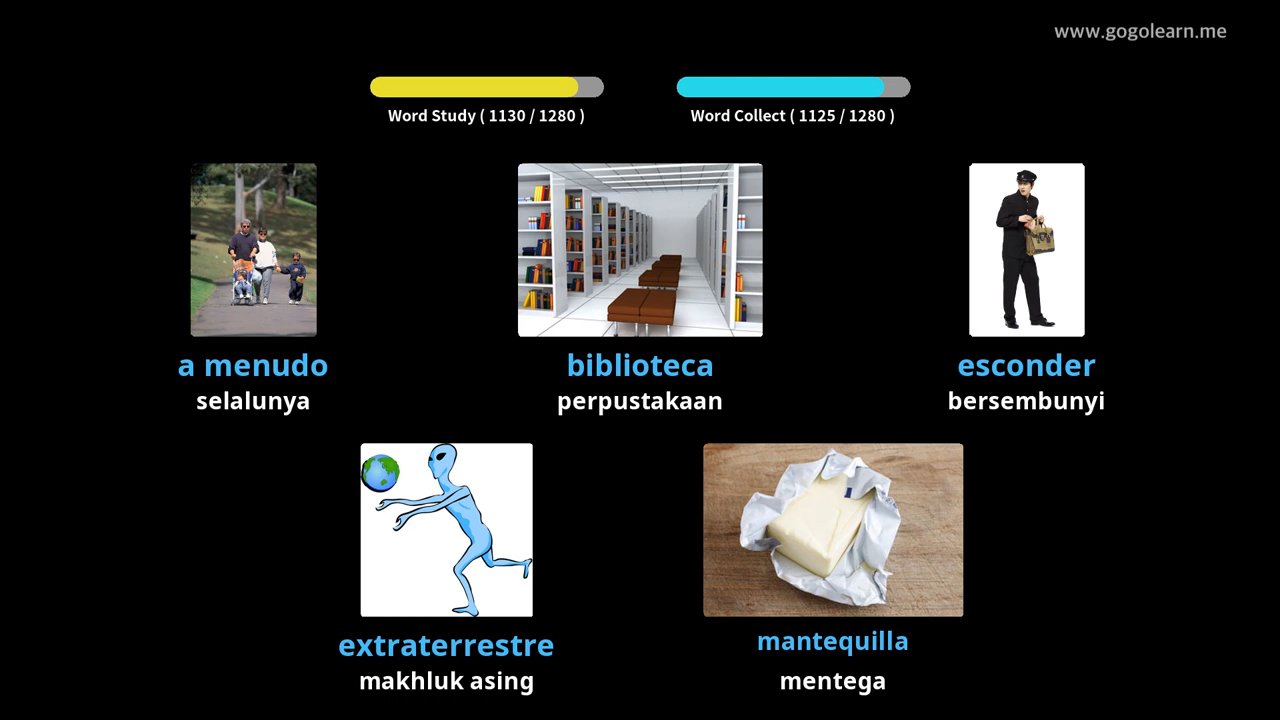 www.gogolearn.me
Word Study ( 1130 / 1280 )
Word Collect ( 1125 / 1280 )
a menudo
selalunya
biblioteca
perpustakaan
esconder
bersembunyi
extraterrestre
makhluk asing
mantequilla
mentega